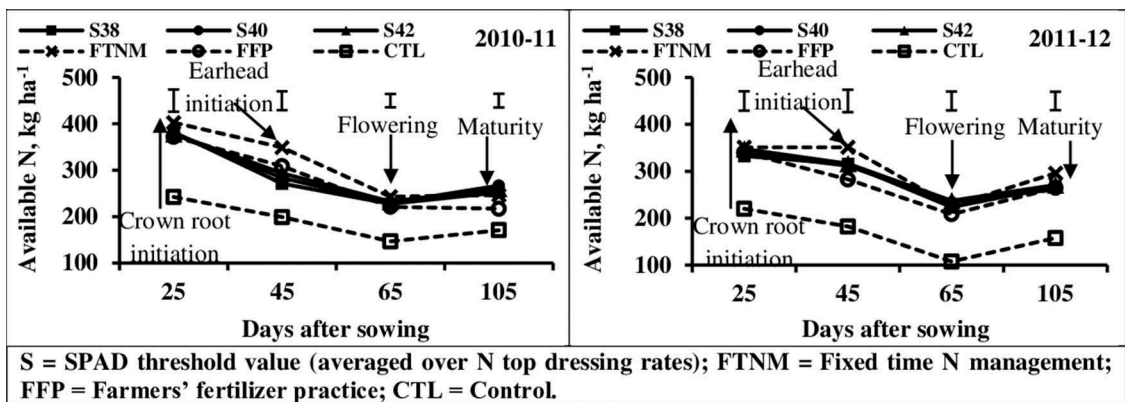 S38 S40 S42
FTNM FFP CTL
2010-11
500
400
300
200
100
Available N, kg ha⁻¹
Earhead
initiation
Flowering
Maturity
Crown root
initiation
25 45 65 105
Days after sowing
S38 S40 S42
FTNM FFP CTL
2011-12
500
400
300
200
100
Available N, kg ha⁻¹
Earhead
initiation
Flowering
Maturity
Crown root
initiation
25 45 65 105
Days after sowing
S = SPAD threshold value (averaged over N top dressing rates); FTNM = Fixed time N management;
FFP = Farmers’ fertilizer practice; CTL = Control.